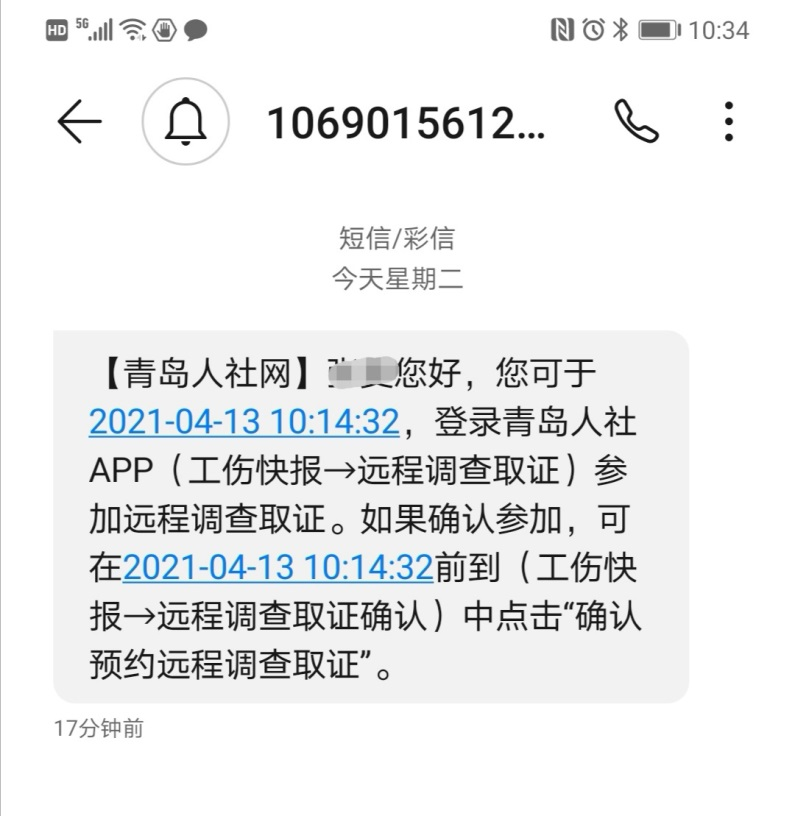 HD 5G 10:34
1069015612...
短信/彩信
今天星期二
【青岛人社网】您好，您可于
2021-04-13 10:14:32，登录青岛人社
APP（工伤快报→远程调查取证）参
加远程调查取证。如果确认参加，可
在2021-04-13 10:14:32前到（工伤快
报→远程调查取证确认）中点击“确认
预约远程调查取证”。
17分钟前